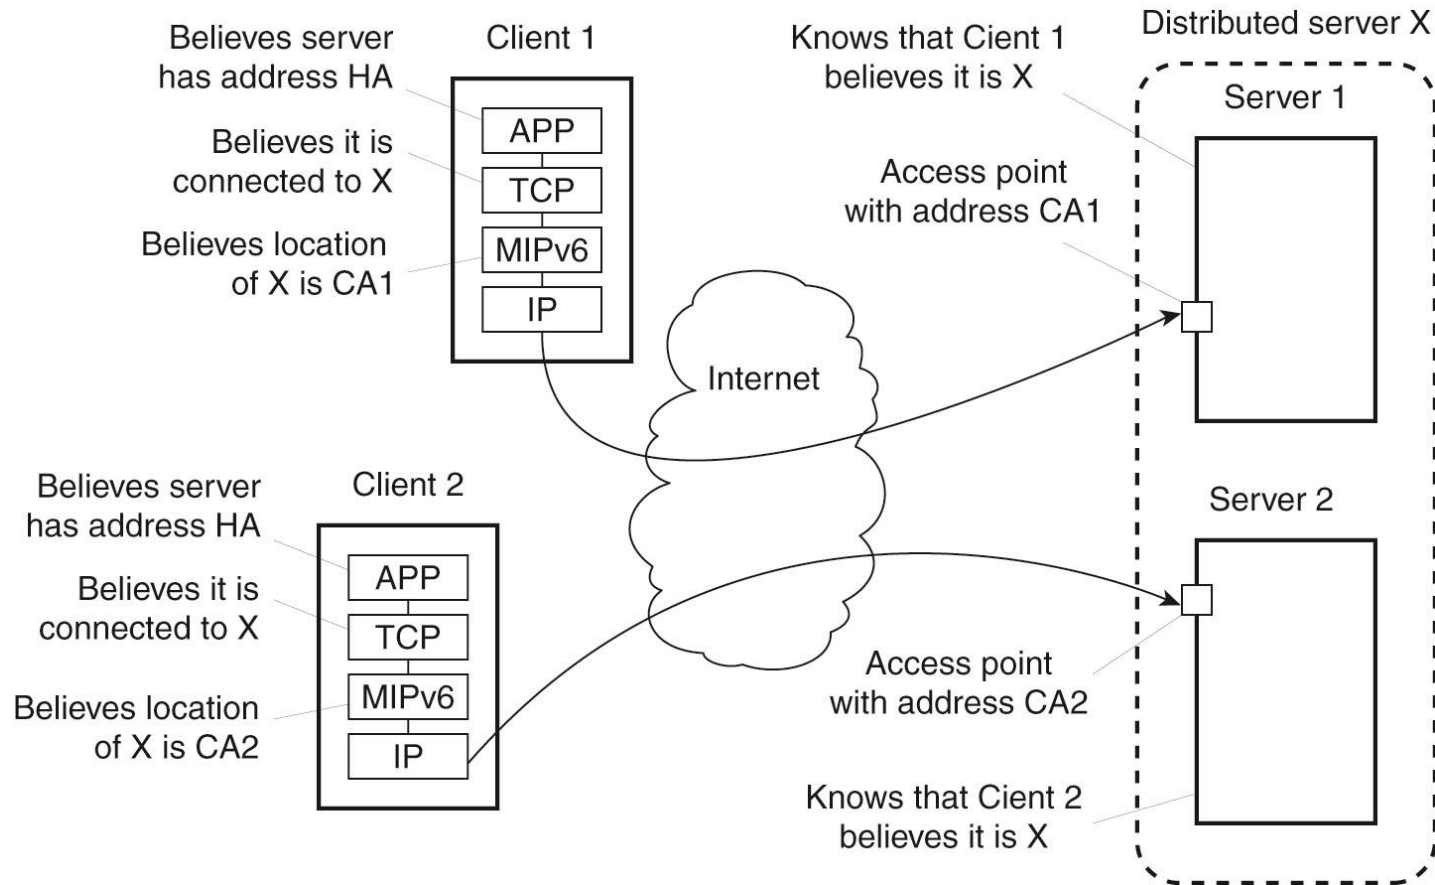 Believes server
has address HA
Client 1
Knows that Cient 1
believes it is X
Distributed server X
Server 1
APP
Believes it is
connected to X
TCP
Access point
with address CA1
Believes location
of X is CA1
MIPv6
IP
Internet
Believes server
has address HA
Client 2
Server 2
APP
Believes it is
connected to X
TCP
Access point
with address CA2
Believes location
of X is CA2
MIPv6
IP
Knows that Cient 2
believes it is X